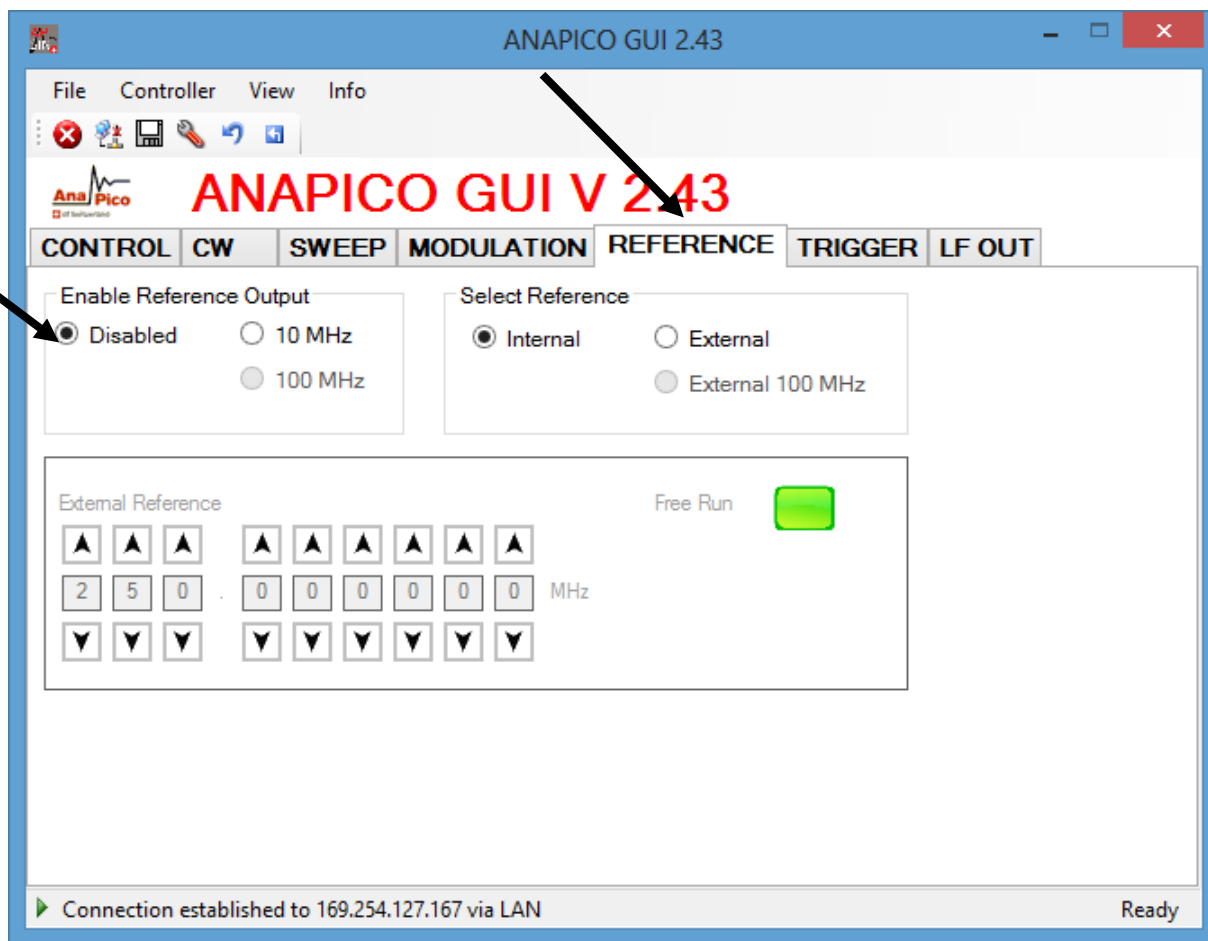 ANAPICO GUI 2.43
File Controller View Info
Ana Pico
ANAPICO GUI V 2.43
CONTROL CW SWEEP MODULATION REFERENCE TRIGGER LF OUT
Enable Reference Output Select Reference
Disabled 10 MHz Internal External
100 MHz External 100 MHz
External Reference Free Run
2 5 0 . 0 0 0 0 0 0 MHz
Connection established to 169.254.127.167 via LAN Ready